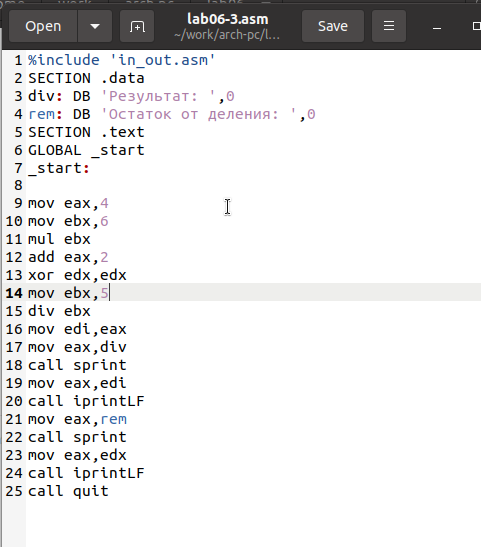 Open
lab06-3.asm
~/work/arch-pc/l...
Save
1 %include 'in_out.asm'
2 SECTION .data
3 div: DB 'Результат: ',0
4 rem: DB 'Остаток от деления: ',0
5 SECTION .text
6 GLOBAL _start
7 _start:
8
9 mov eax,4
10 mov ebx,6
11 mul ebx
12 add eax,2
13 xor edx,edx
14 mov ebx,5
15 div ebx
16 mov edi,eax
17 mov eax,div
18 call sprint
19 mov eax,edi
20 call iprintLF
21 mov eax,rem
22 call sprint
23 mov eax,edx
24 call iprintLF
25 call quit